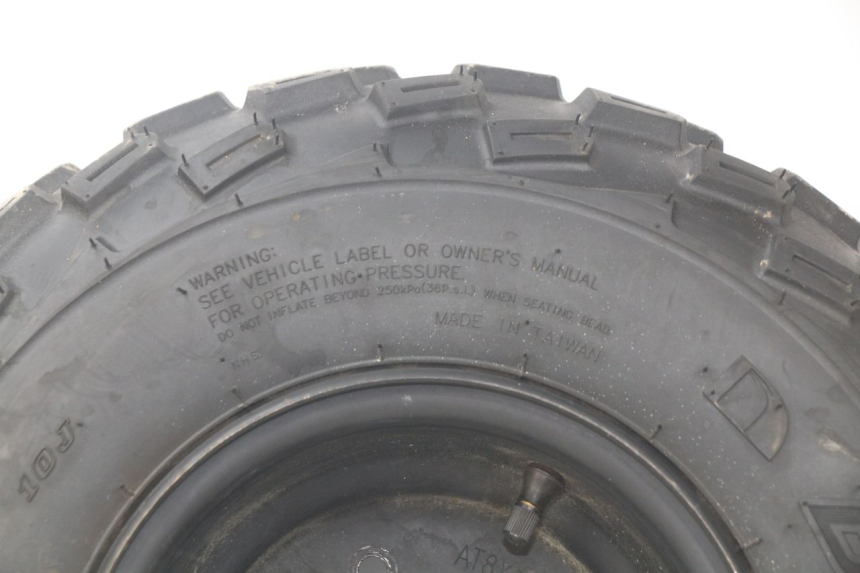 WARNING:
SEE VEHICLE LABEL OR OWNER'S MANUAL
FOR OPERATING PRESSURE.
DO NOT INFLATE BEYOND 250kPa(36P.s.i.) WHEN SEATING BEAD
MADE IN TAIWAN
10J
D